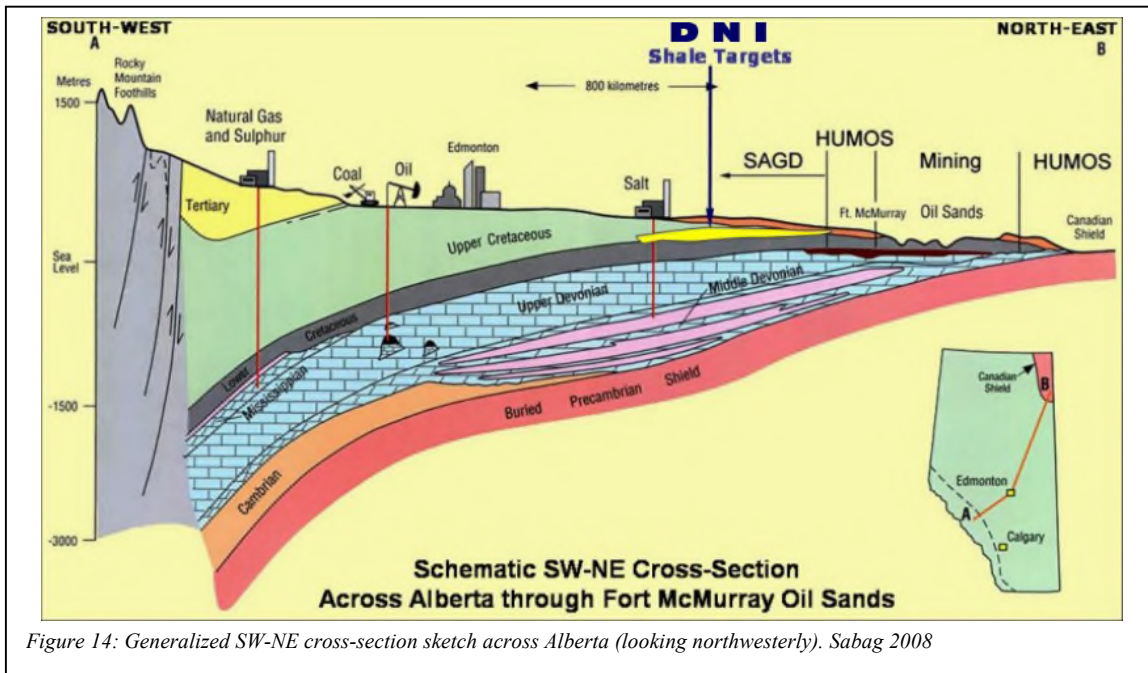 SOUTH-WEST
A
D N I
Shale Targets
NORTH-EAST
B
Metres
Rocky
Mountain
Foothills
1500
800 kilometres
Natural Gas
and Sulphur
Coal
Oil
Edmonton
Salt
SAGD
HUMOS
Mining
HUMOS
Ft. McMurray
Oil Sands
Canadian
Shield
Tertiary
Upper Cretaceous
Sea
Level
Lower Cretaceous
Mississippian
Upper Devonian
Middle Devonian
-1500
Cambrian
Buried Precambrian Shield
-3000
Canadian
Shield
B
Edmonton
A
Calgary
Schematic SW-NE Cross-Section
Across Alberta through Fort McMurray Oil Sands
Figure 14: Generalized SW-NE cross-section sketch across Alberta (looking northwesterly). Sabag 2008